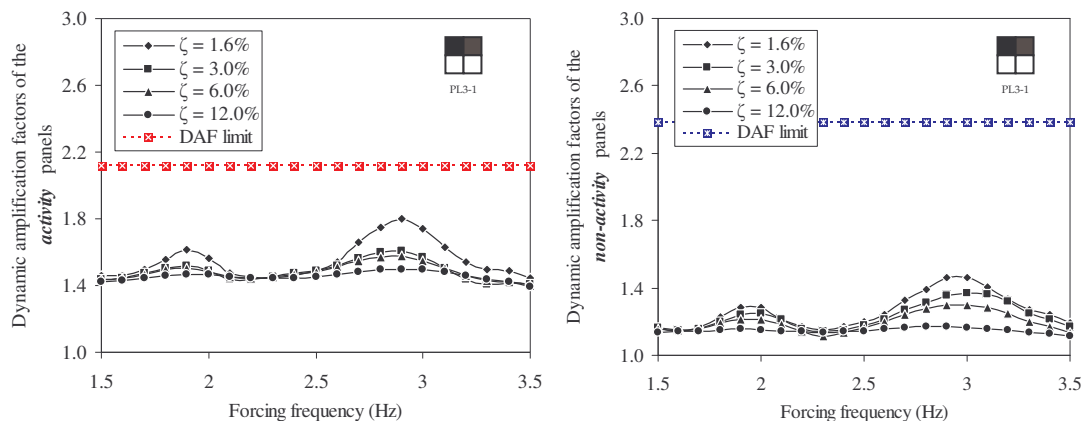 Dynamic amplification factors of the
activity panels
3.0
2.6
2.2
1.8
1.4
1.0
ζ = 1.6%
ζ = 3.0%
ζ = 6.0%
ζ = 12.0%
DAF limit
PL3-1
1.5
2
2.5
3
3.5
Forcing frequency (Hz)
Dynamic amplification factors of the
non-activity panels
3.0
2.6
2.2
1.8
1.4
1.0
ζ = 1.6%
ζ = 3.0%
ζ = 6.0%
ζ = 12.0%
DAF limit
PL3-1
1.5
2
2.5
3
3.5
Forcing frequency (Hz)